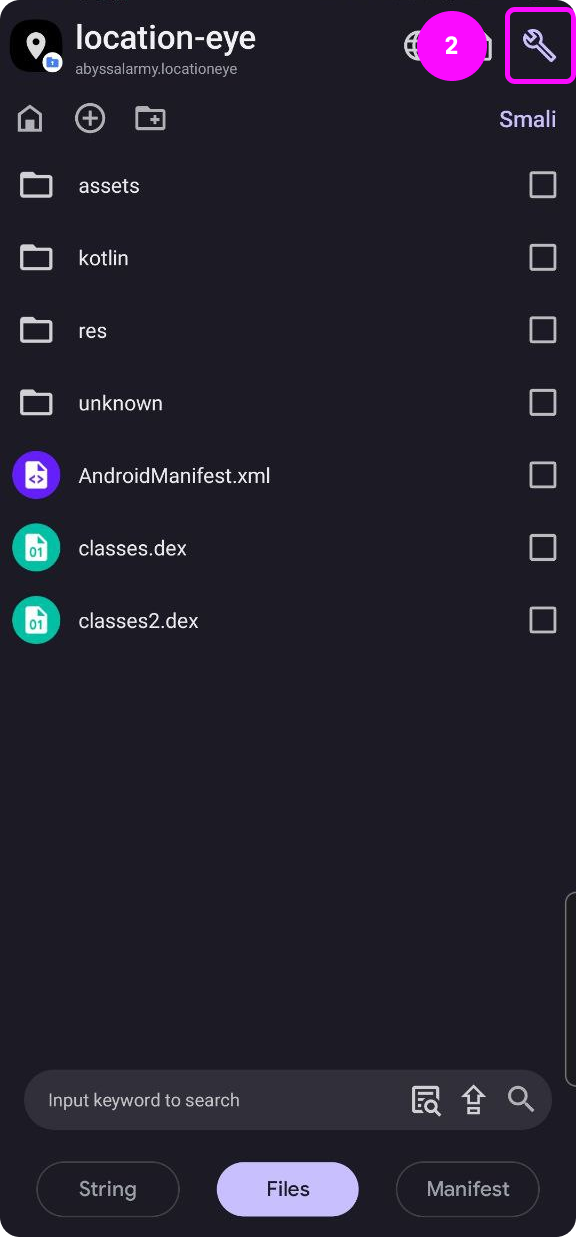 location-eye
2
abyssalarmy.locationeye
Smali
assets
kotlin
res
unknown
AndroidManifest.xml
classes.dex
classes2.dex
Input keyword to search
String Files Manifest